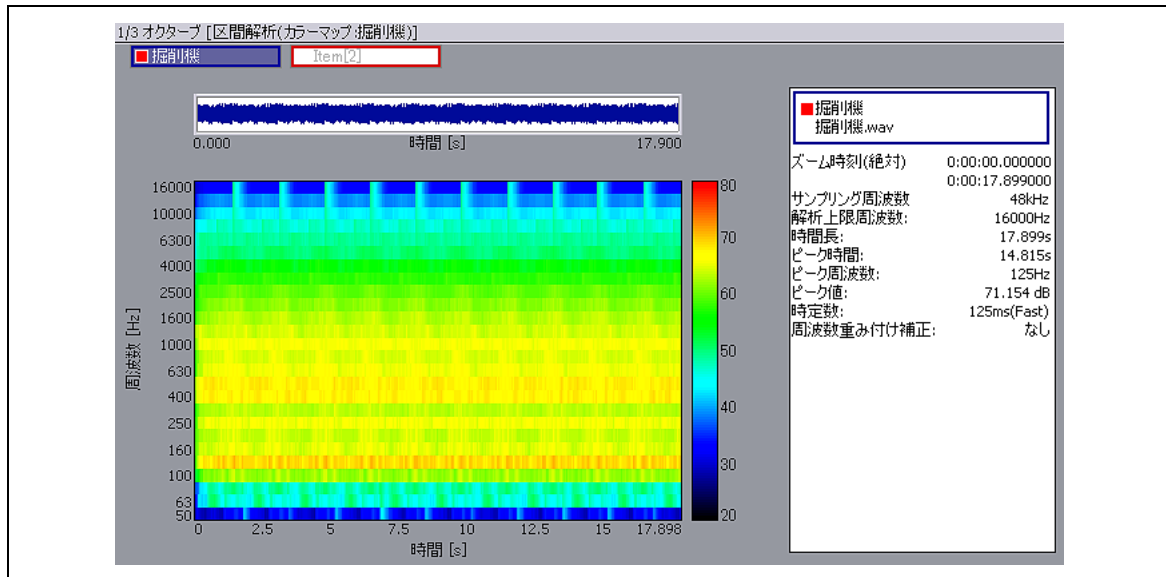 1/3 オクターブ [区間解析(カラーマップ:掘削機)]
掘削機
Item[2]
0.000
時間 [s]
17.900
16000
10000
6300
4000
2500
1600
1000
630
400
250
160
100
63
50
周波数 [Hz]
0
2.5
5
7.5
10
12.5
15
17.898
時間 [s]
80
70
60
50
40
30
20
掘削機
掘削機.wav
ズーム時刻(絶対) 0:00:00.000000
0:00:17.899000
サンプリング周波数 48kHz
解析上限周波数: 16000Hz
時間長: 17.899s
ピーク時間: 14.815s
ピーク周波数: 125Hz
ピーク値: 71.154 dB
時定数: 125ms(Fast)
周波数重み付け補正: なし